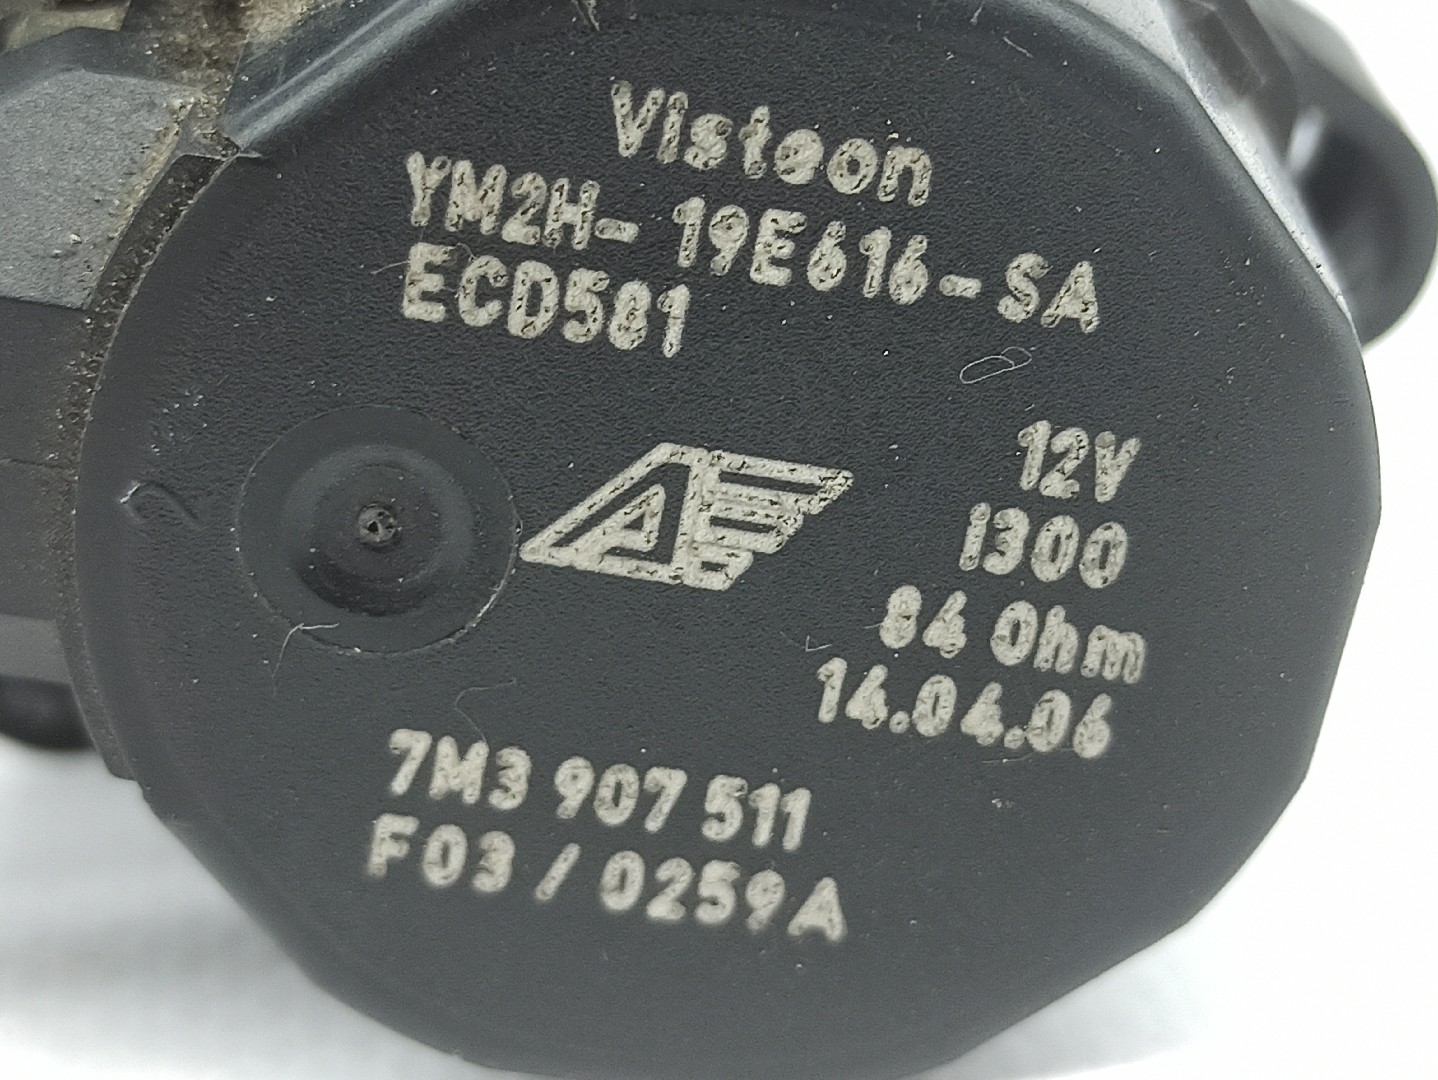 Visteon
YM2H-19E616-SA
ECD581
12V
1300
84 Ohm
14.04.06
7M3 907 511
F03 / 0259A